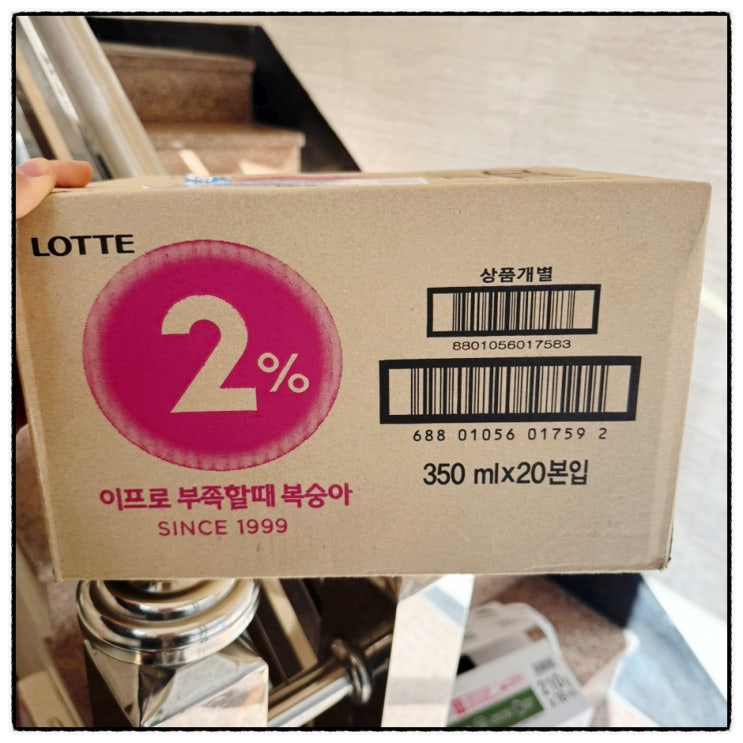 LOTTE
2%
이프로 부족할때 복숭아
SINCE 1999
상품개별
8801056017583
688 01056 01759 2
350 ml×20본입